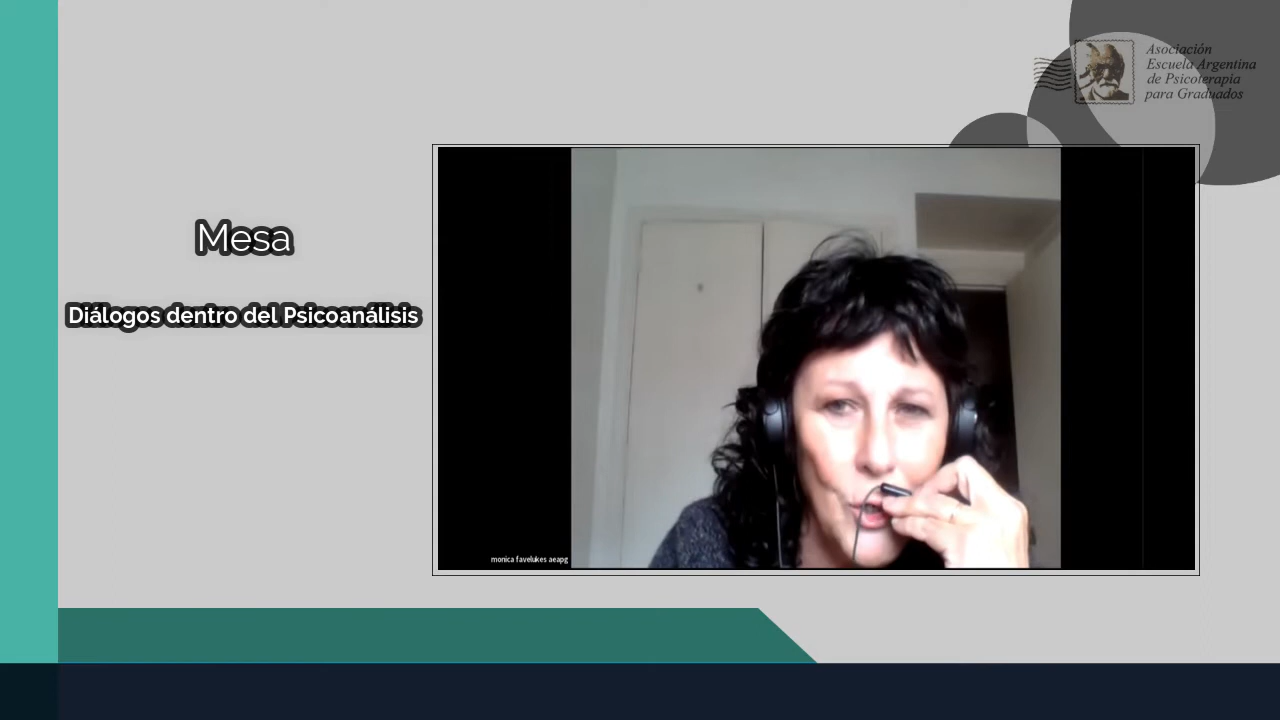 Asociación
Escuela Argentina
de Psicoterapia
para Graduados
Mesa
Diálogos dentro del Psicoanálisis
monica favelukes aeapg